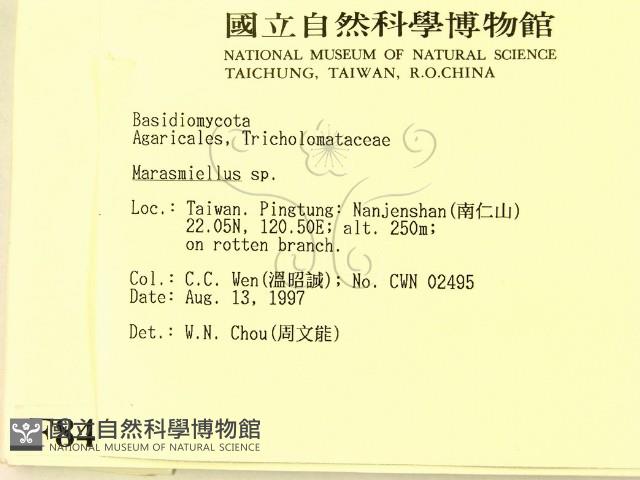 國立自然科學博物館
NATIONAL MUSEUM OF NATURAL SCIENCE
TAICHUNG, TAIWAN, R.O.CHINA
Basidiomycota
Agaricales, Tricholomataceae
Marasmiellus sp.
Loc.: Taiwan. Pingtung: Nanjenshan(南仁山)
22.05N, 120.50E; alt. 250m;
on rotten branch.
Col.: C.C. Wen(溫昭誠); No. CWN 02495
Date: Aug. 13, 1997
Det.: W.N. Chou(周文能)
F84
國立自然科學博物館
NATIONAL MUSEUM OF NATURAL SCIENCE